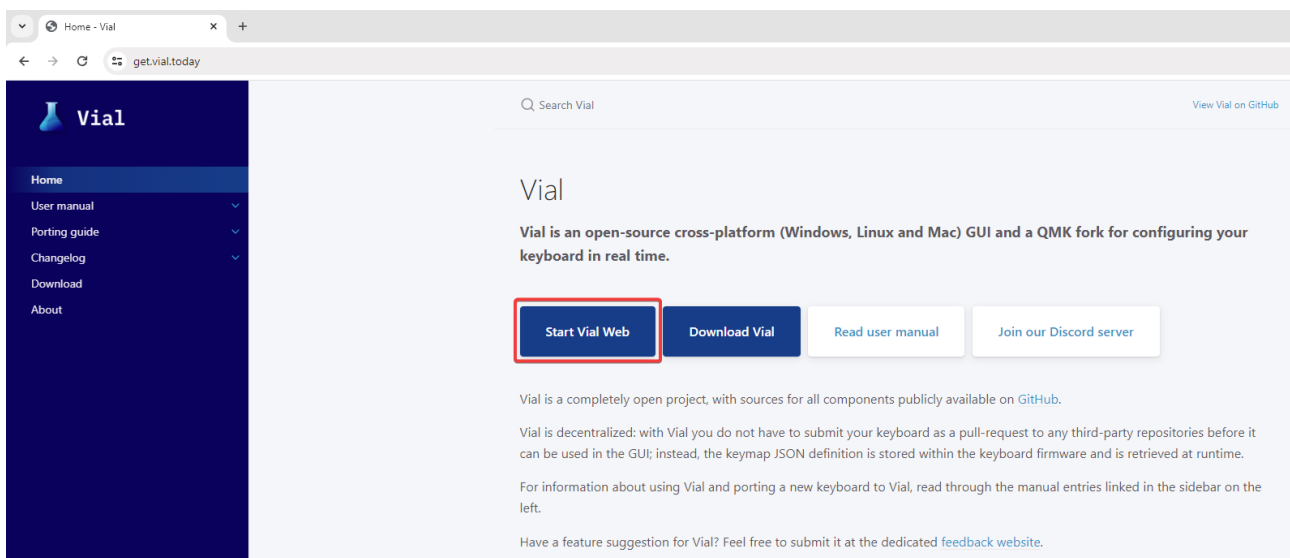 Home - Vial
get.vial.today
Vial
Search Vial
View Vial on GitHub
Home
User manual
Porting guide
Changelog
Download
About
Vial
Vial is an open-source cross-platform (Windows, Linux and Mac) GUI and a QMK fork for configuring your
keyboard in real time.
Start Vial Web
Download Vial
Read user manual
Join our Discord server
Vial is a completely open project, with sources for all components publicly available on GitHub.
Vial is decentralized: with Vial you do not have to submit your keyboard as a pull-request to any third-party repositories before it
can be used in the GUI; instead, the keymap JSON definition is stored within the keyboard firmware and is retrieved at runtime.
For information about using Vial and porting a new keyboard to Vial, read through the manual entries linked in the sidebar on the
left.
Have a feature suggestion for Vial? Feel free to submit it at the dedicated feedback website.